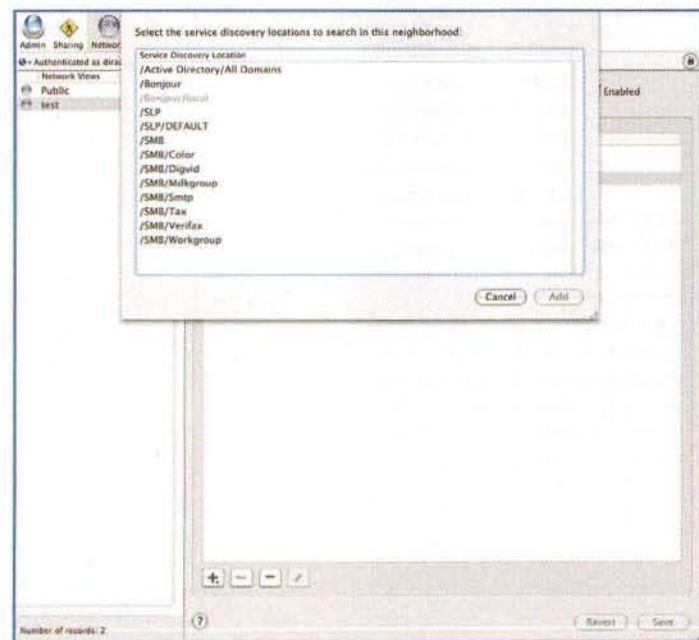 Select the service discovery locations to search in this neighborhood:
Admin Sharing Networ
Authenticated as dirad
Service Discovery Location
Network Views
Public
test
/Active Directory/All Domains
/Bonjour
/Bonjour/local
/SLP
/SLP/DEFAULT
/SMB
/SMB/Color
/SMB/Digvid
/SMB/Mdkgroup
/SMB/Smtp
/SMB/Tax
/SMB/Verifax
/SMB/Workgroup
Enabled
Cancel Add
?
Revert Save
Number of records: 2